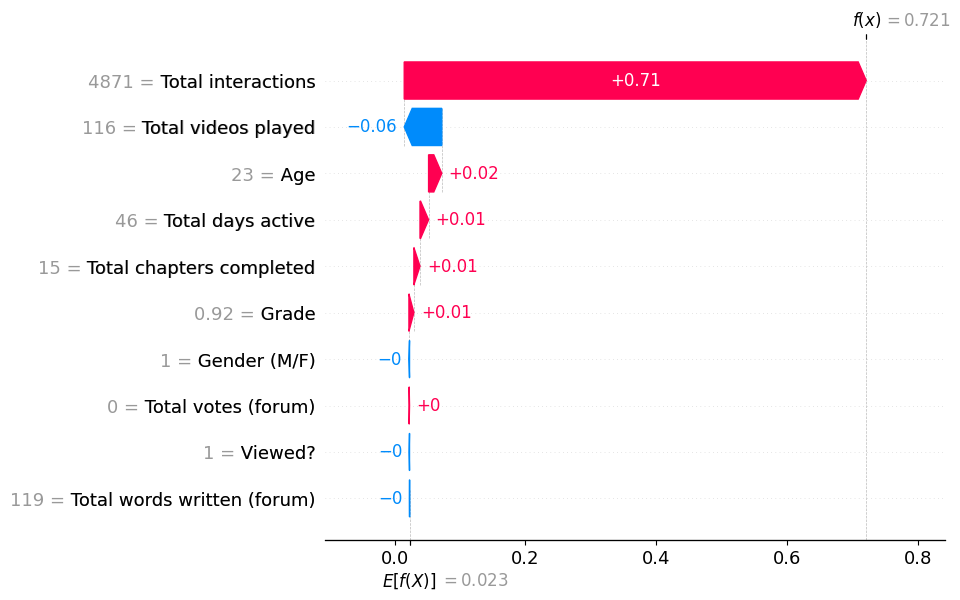 f(x) = 0.721
4871 = Total interactions
+0.71
116 = Total videos played
−0.06
23 = Age
+0.02
46 = Total days active
+0.01
15 = Total chapters completed
+0.01
0.92 = Grade
+0.01
1 = Gender (M/F)
−0
0 = Total votes (forum)
+0
1 = Viewed?
−0
119 = Total words written (forum)
−0
0.0 0.2 0.4 0.6 0.8
E[f(X)] = 0.023